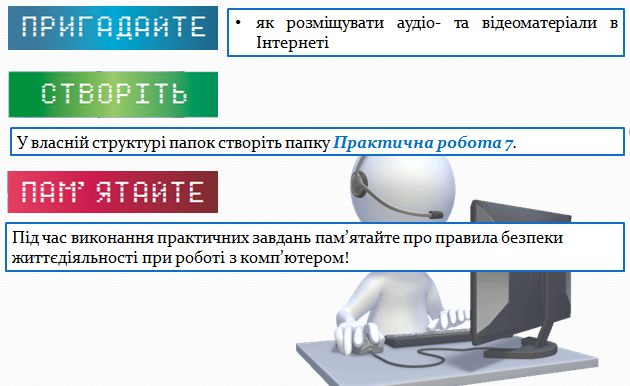 ПРИГАДАЙТЕ
• як розміщувати аудіо- та відеоматеріали в
Інтернеті
СТВОРІТЬ
У власній структурі папок створіть папку Практична робота 7.
ПАМ’ЯТАЙТЕ
Під час виконання практичних завдань пам’ятайте про правила безпеки
життєдіяльності при роботі з комп’ютером!